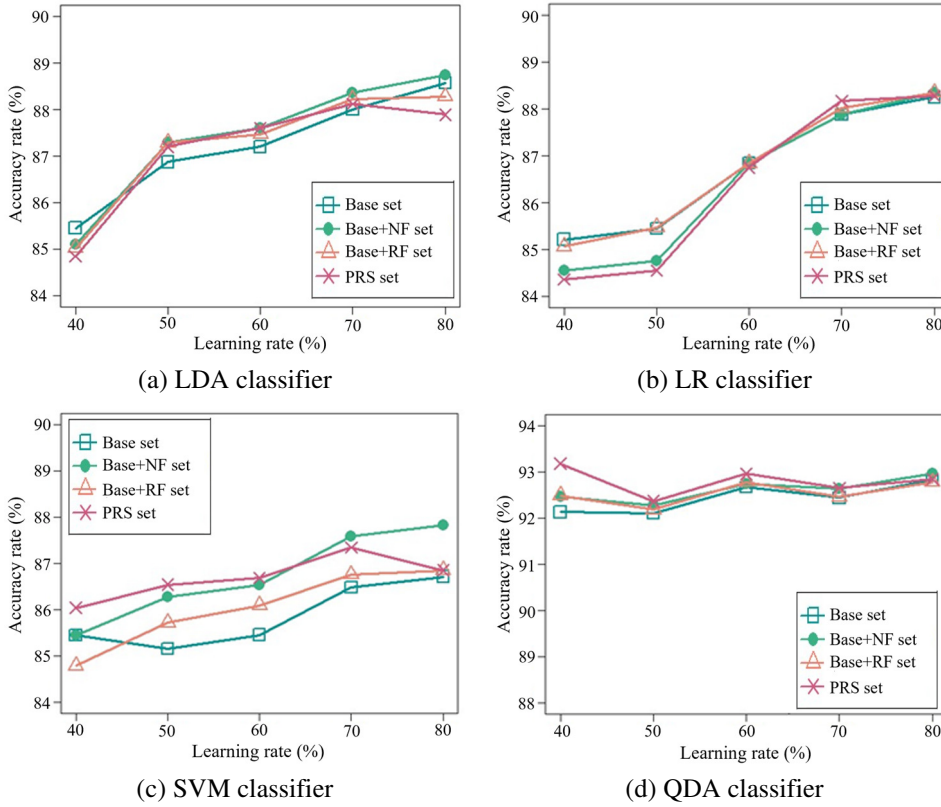 90
89
88
87
86
85
84
Accuracy rate (%)
Base set
Base+NF set
Base+RF set
PRS set
40 50 60 70 80
Learning rate (%)
(a) LDA classifier
90
89
88
87
86
85
84
Accuracy rate (%)
Base set
Base+NF set
Base+RF set
PRS set
40 50 60 70 80
Learning rate (%)
(b) LR classifier
90
89
88
87
86
85
84
Accuracy rate (%)
Base set
Base+NF set
Base+RF set
PRS set
40 50 60 70 80
Learning rate (%)
(c) SVM classifier
94
93
92
91
90
89
88
Accuracy rate (%)
Base set
Base+NF set
Base+RF set
PRS set
40 50 60 70 80
Learning rate (%)
(d) QDA classifier